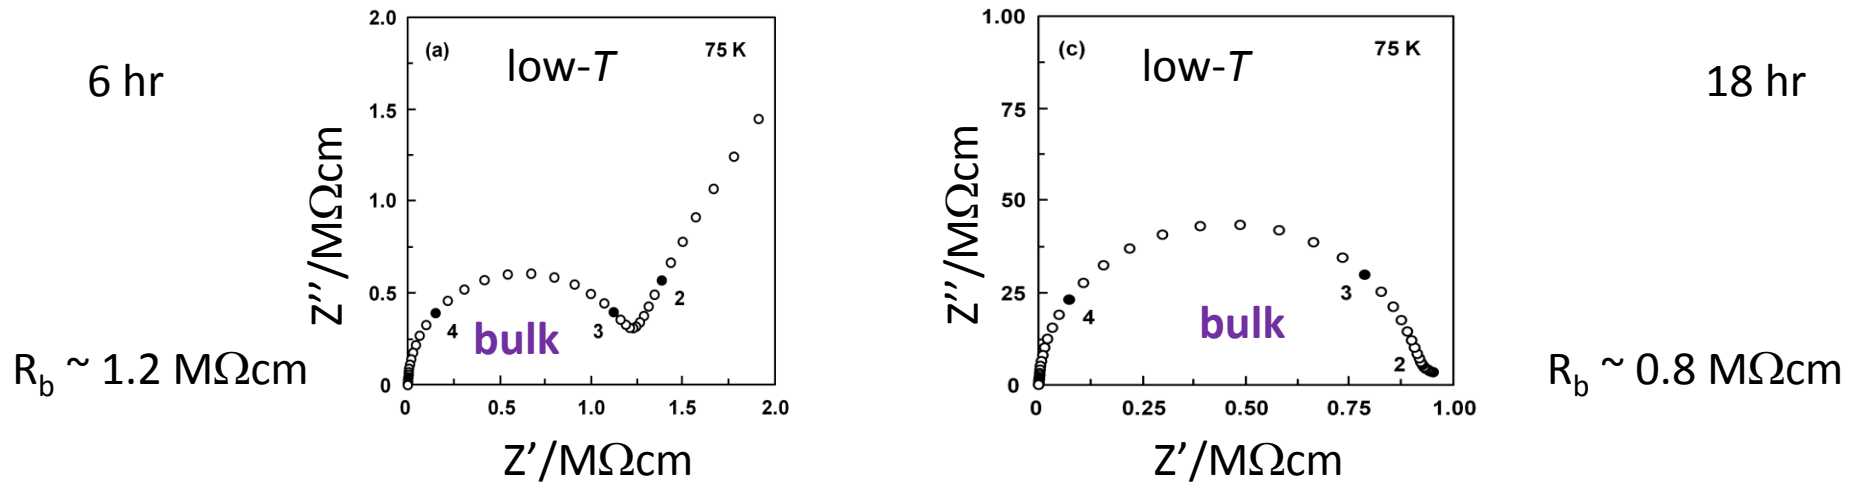 6 hr
R_b ~ 1.2 MΩcm
(a)
low-T
75 K
2.0
1.5
1.0
0.5
0
0
0.5
1.0
1.5
2.0
4
3
2
bulk
Z''/MΩcm
Z'/MΩcm
(c)
low-T
75 K
1.00
75
50
25
0
0
0.25
0.50
0.75
1.00
4
3
2
bulk
Z''/MΩcm
Z'/MΩcm
18 hr
R_b ~ 0.8 MΩcm